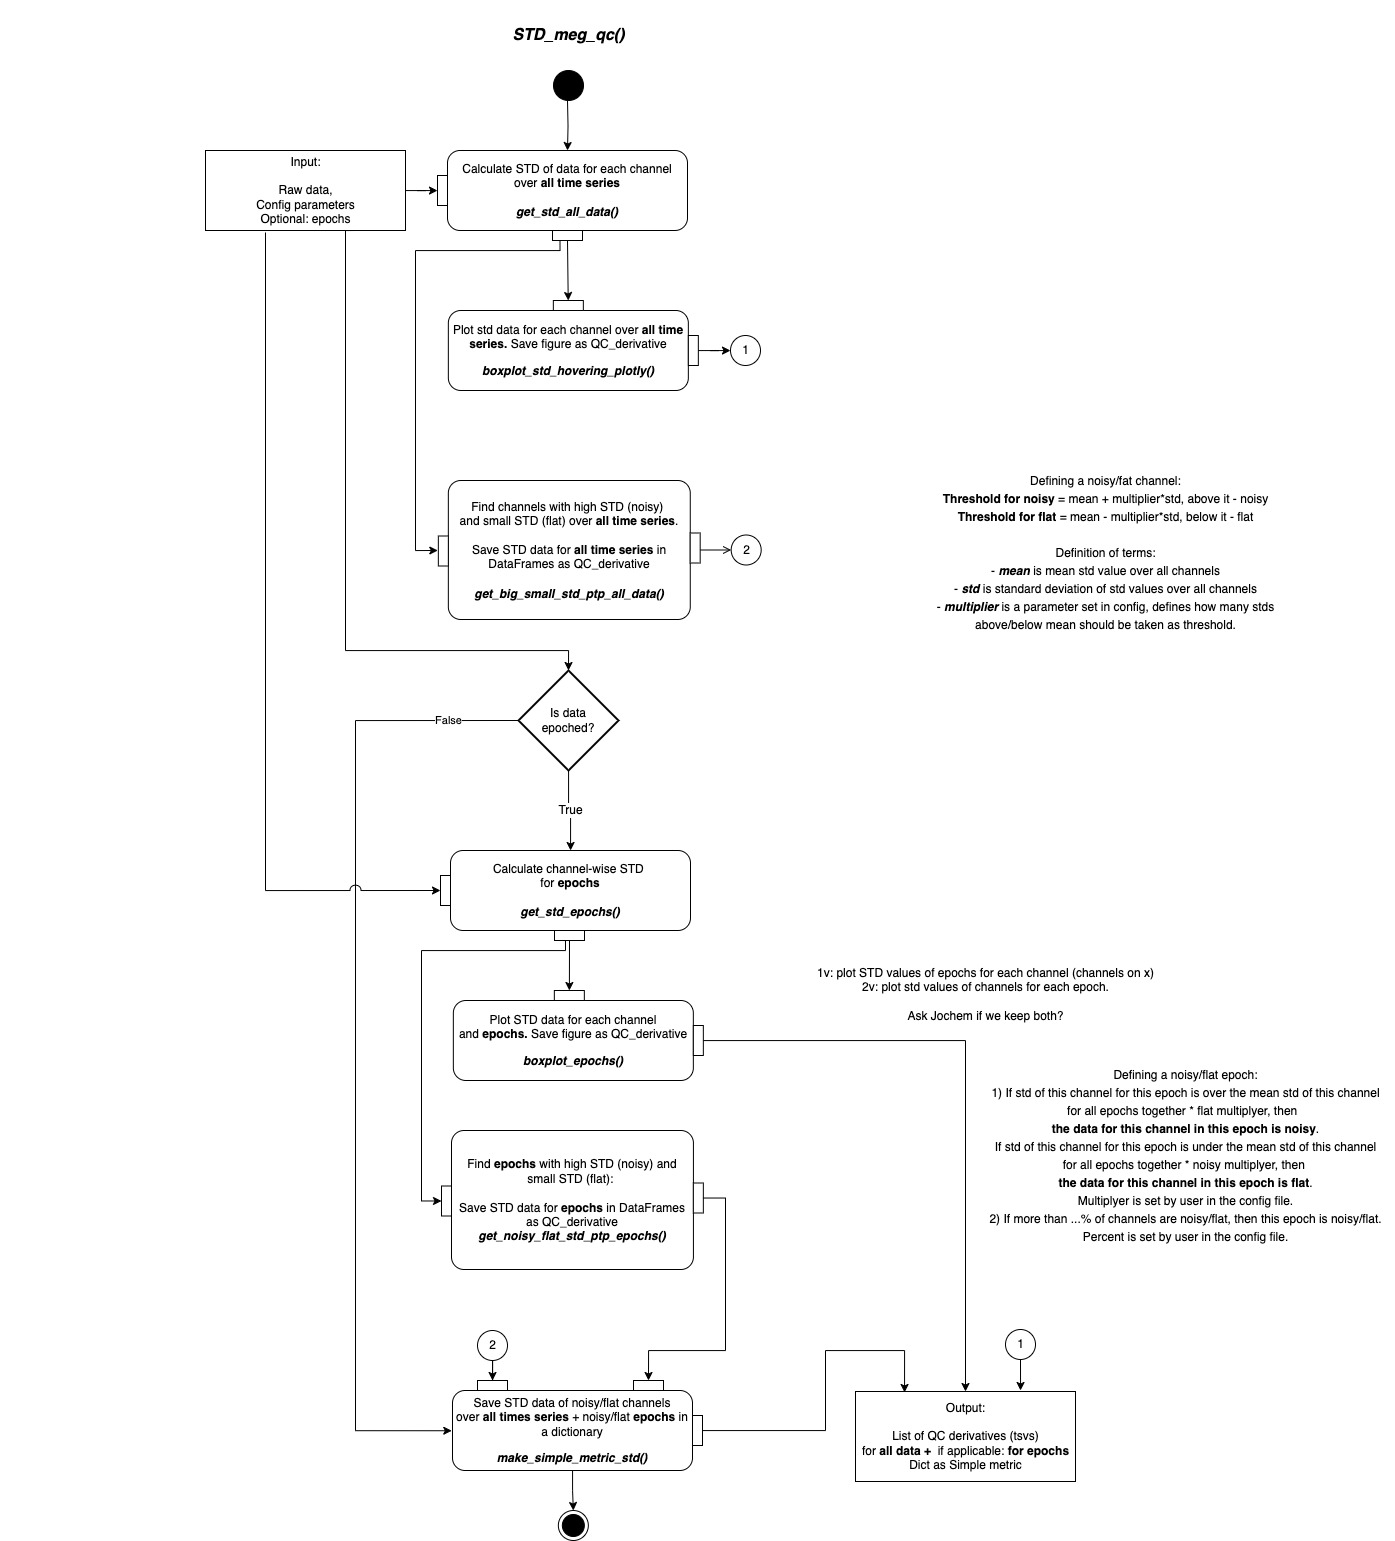 STD_meg_qc()
Input:
Raw data,
Config parameters
Optional: epochs
Calculate STD of data for each channel
over all time series
get_std_all_data()
Plot std data for each channel over all time
series. Save figure as QC_derivative
boxplot_std_hovering_plotly()
1
Find channels with high STD (noisy)
and small STD (flat) over all time series.
Save STD data for all time series in
DataFrames as QC_derivative
get_big_small_std_ptp_all_data()
2
Defining a noisy/fat channel:
Threshold for noisy = mean + multiplier*std, above it - noisy
Threshold for flat = mean - multiplier*std, below it - flat
Definition of terms:
- mean is mean std value over all channels
- std is standard deviation of std values over all channels
- multiplier is a parameter set in config, defines how many stds
above/below mean should be taken as threshold.
Is data
epoched?
False
True
Calculate channel-wise STD
for epochs
get_std_epochs()
1v: plot STD values of epochs for each channel (channels on x)
2v: plot std values of channels for each epoch.
Ask Jochem if we keep both?
Plot STD data for each channel
and epochs. Save figure as QC_derivative
boxplot_epochs()
Defining a noisy/flat epoch:
1) If std of this channel for this epoch is over the mean std of this channel
for all epochs together * flat multiplyer, then
the data for this channel in this epoch is noisy.
If std of this channel for this epoch is under the mean std of this channel
for all epochs together * noisy multiplyer, then
the data for this channel in this epoch is flat.
Multiplyer is set by user in the config file.
2) If more than ...% of channels are noisy/flat, then this epoch is noisy/flat.
Percent is set by user in the config file.
Find epochs with high STD (noisy) and
small STD (flat):
Save STD data for epochs in DataFrames
as QC_derivative
get_noisy_flat_std_ptp_epochs()
2
1
Save STD data of noisy/flat channels
over all times series + noisy/flat epochs in
a dictionary
make_simple_metric_std()
Output:
List of QC derivatives (tsvs)
for all data + if applicable: for epochs
Dict as Simple metric